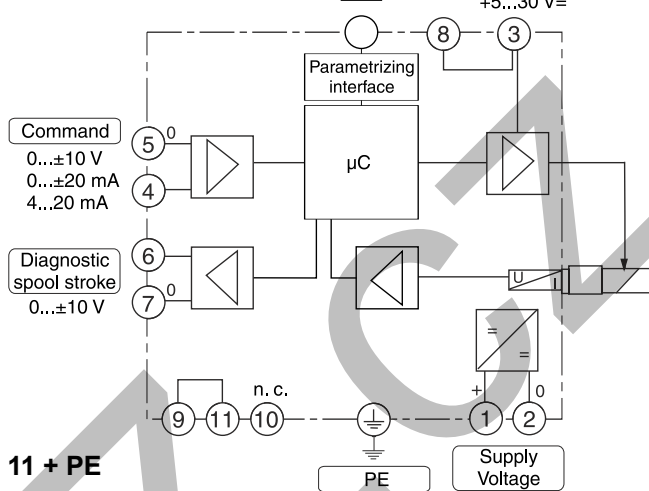 +5...30 V=
8
3
Parametrizing
interface
Command
0...±10 V
0...±20 mA
4...20 mA
5
0
4
µC
Diagnostic
spool stroke
0...±10 V
6
7
0
U
I
=
=
+
0
n. c.
9
11
10
1
2
11 + PE
PE
Supply
Voltage